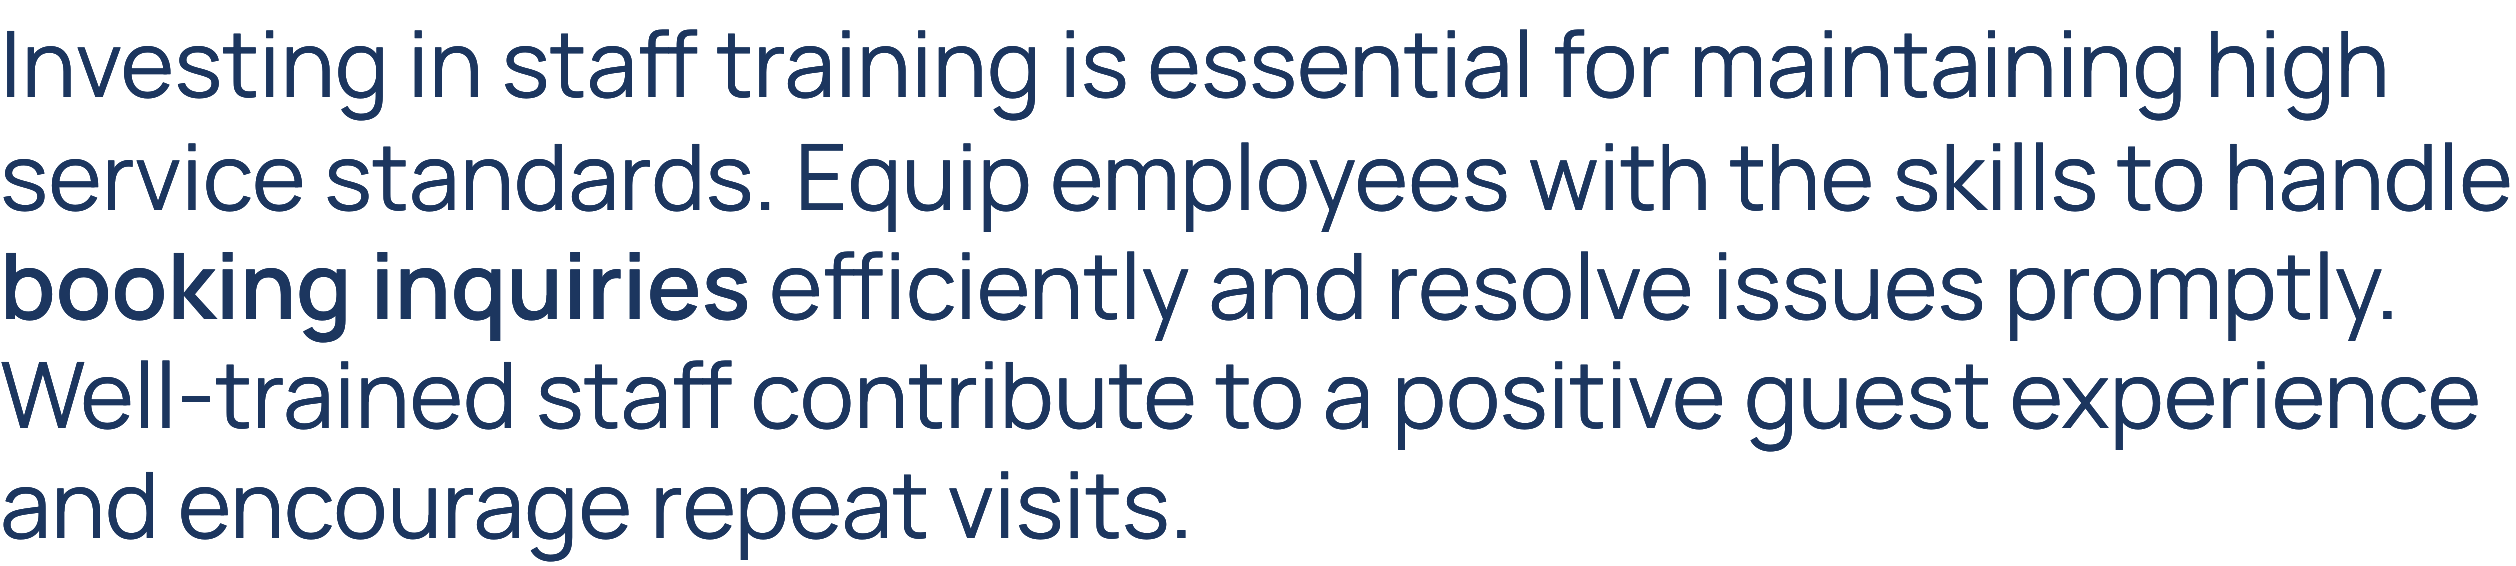 Investing in staff training is essential for maintaining high
service standards. Equip employees with the skills to handle
booking inquiries efficiently and resolve issues promptly.
Well-trained staff contribute to a positive guest experience
and encourage repeat visits.